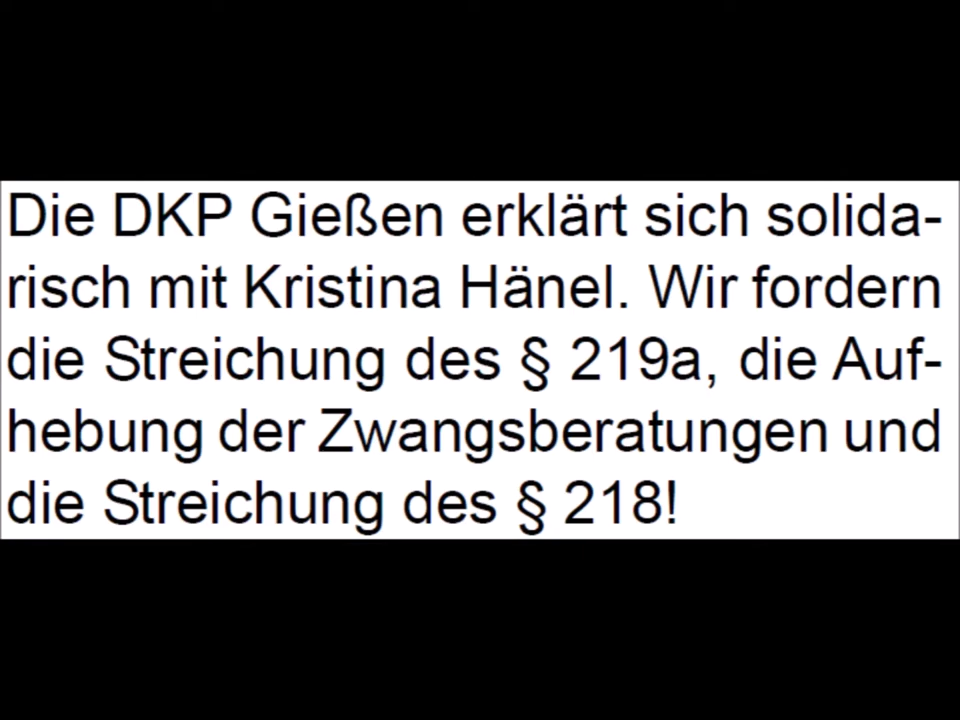 Die DKP Gießen erklärt sich solida-
risch mit Kristina Hänel. Wir fordern
die Streichung des § 219a, die Auf-
hebung der Zwangsberatungen und
die Streichung des § 218!